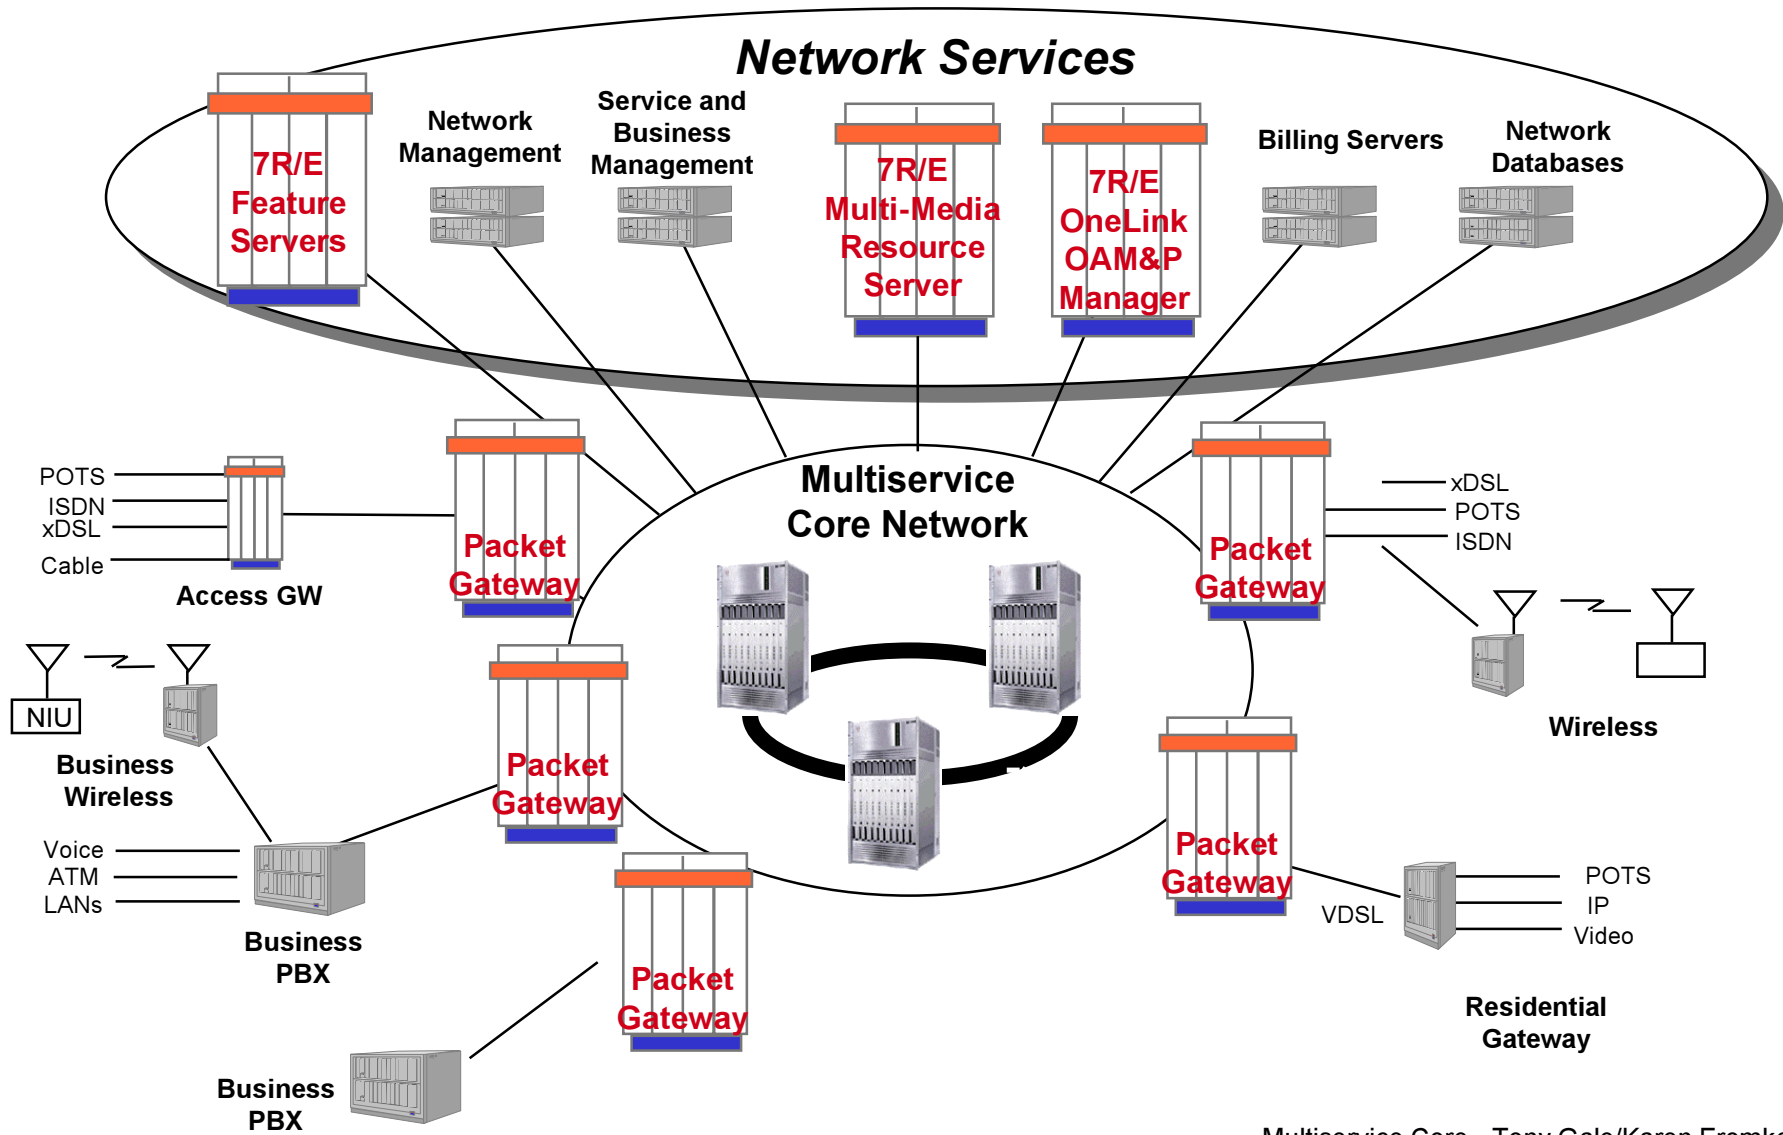 Network Services
7R/E
Feature
Servers
Network
Management
Service and
Business
Management
7R/E
Multi-Media
Resource
Server
7R/E
OneLink
OAM&P
Manager
Billing Servers
Network
Databases
POTS
ISDN
xDSL
Cable
Access GW
Packet
Gateway
Multiservice
Core Network
Packet
Gateway
xDSL
POTS
ISDN
NIU
Business
Wireless
Packet
Gateway
Wireless
Voice
ATM
LANs
Business
PBX
Packet
Gateway
VDSL
POTS
IP
Video
Residential
Gateway
Packet
Gateway
Business
PBX